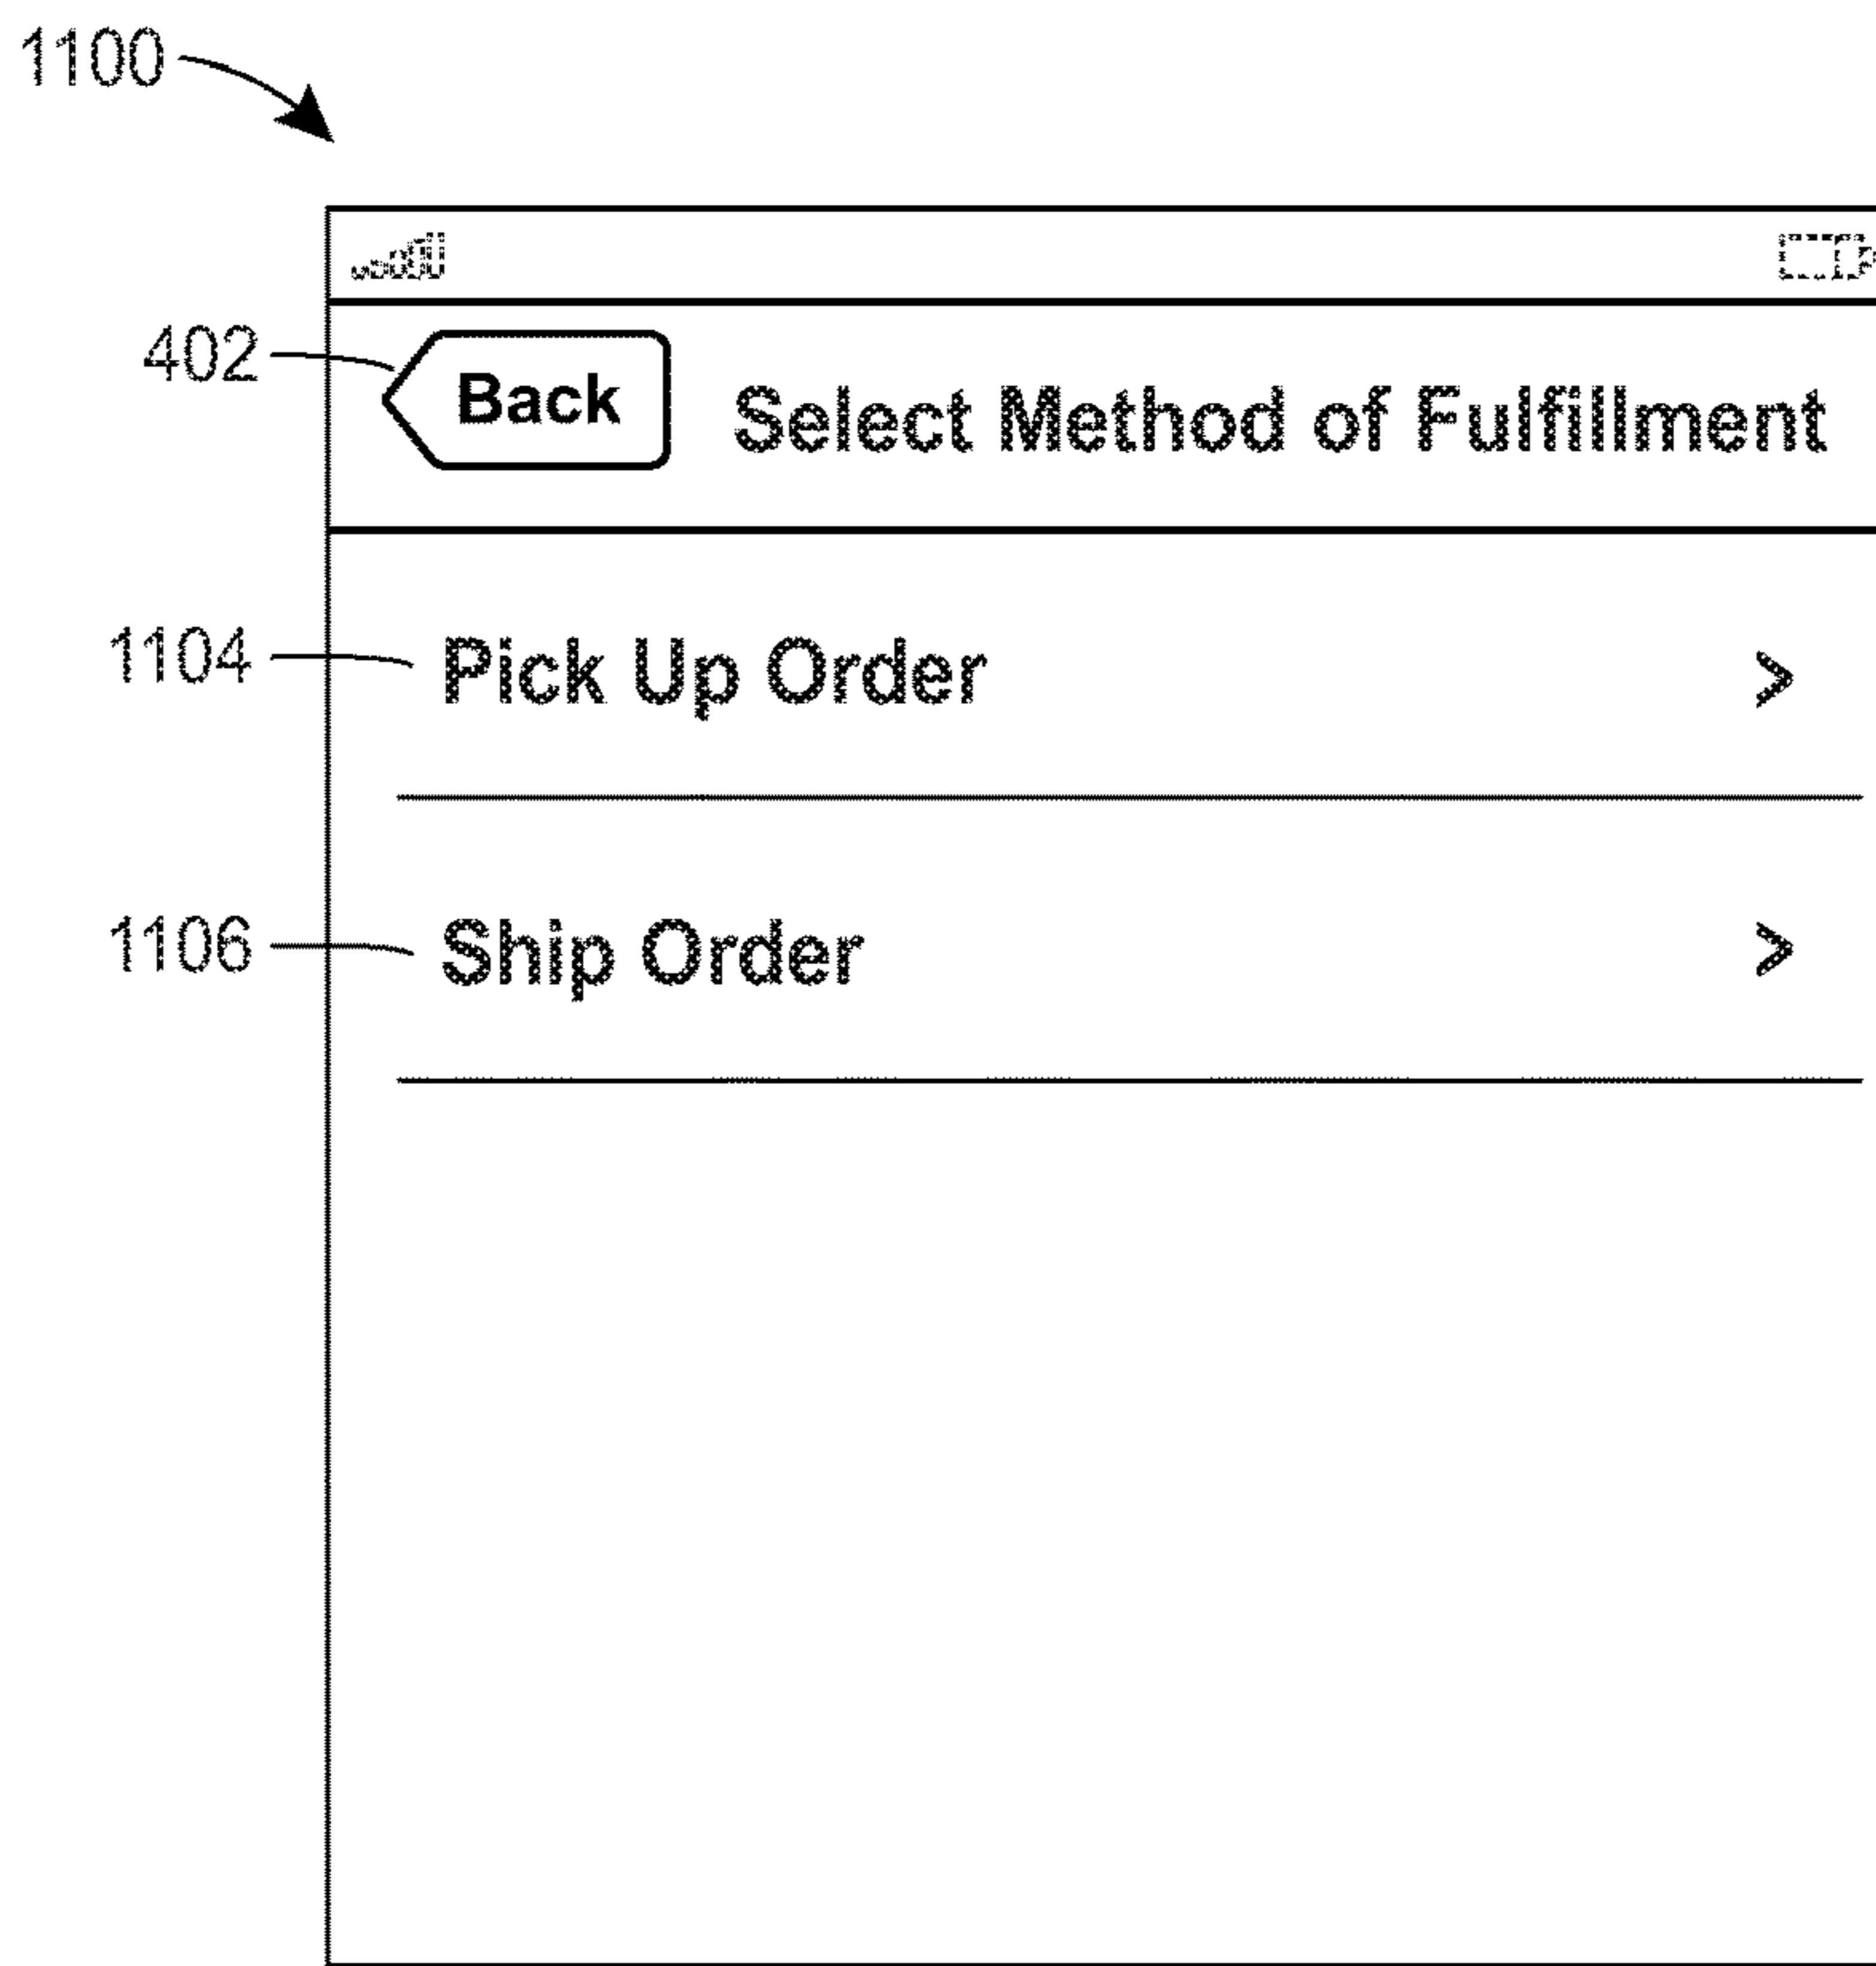 1100
402 Back Select Method of Fulfillment
1104 Pick Up Order >
1106 Ship Order >